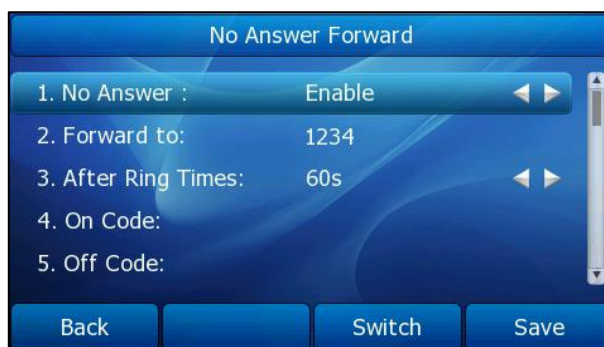 No Answer Forward
1. No Answer : Enable
2. Forward to: 1234
3. After Ring Times: 60s
4. On Code:
5. Off Code:
Back Switch Save